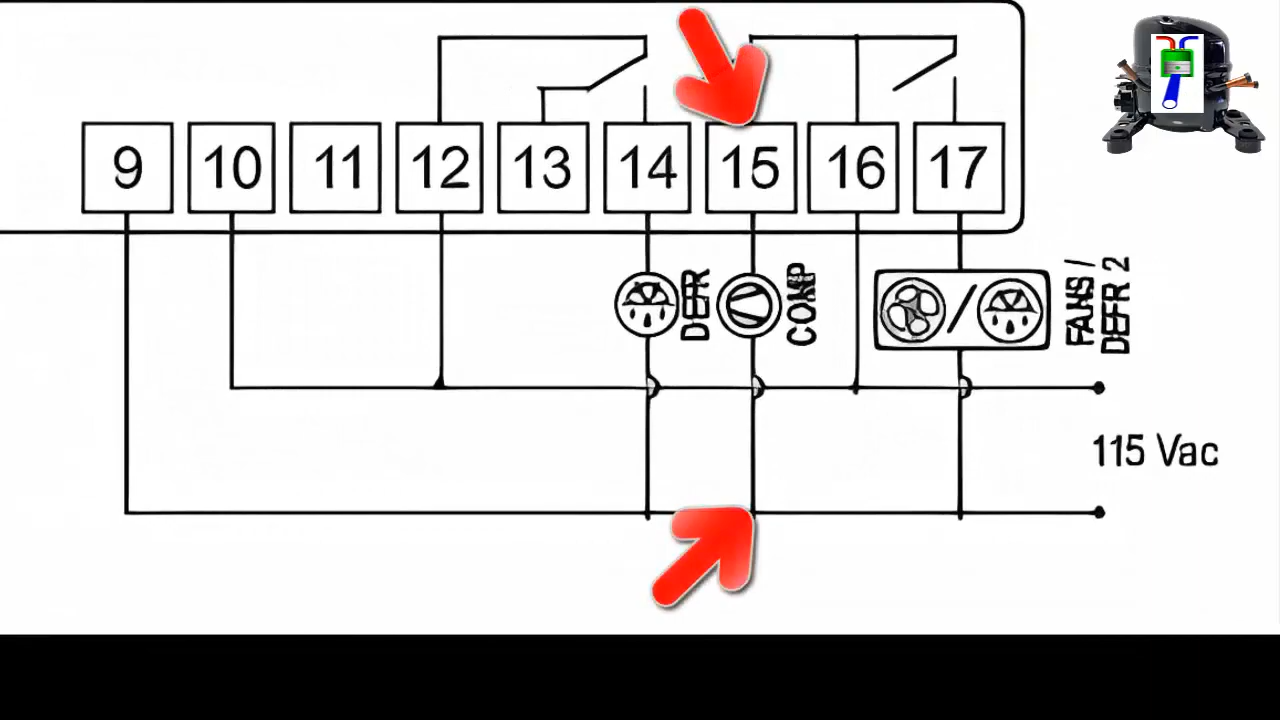 9 10 11 12 13 14 15 16 17
DEFR
COMP
/
FANS /
DEFR 2
115 Vac